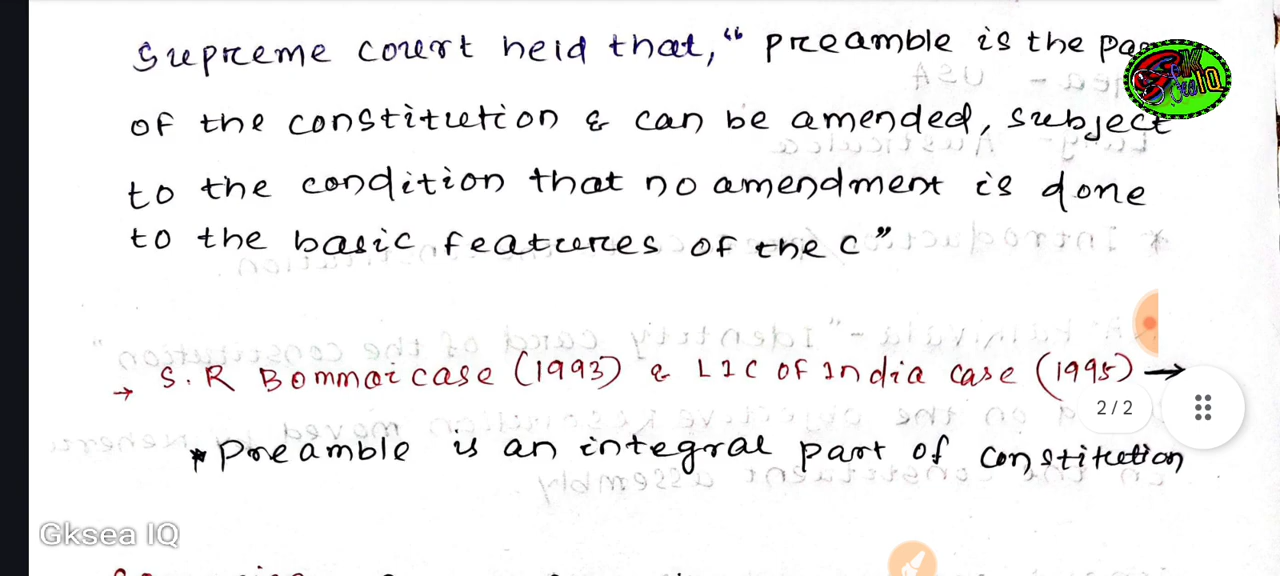 Supreme court held that, " preamble is the
of the constitution & can be amended, subject
to the condition that no amendment is done
to the basic features of the C"
→ S.R Bommai case (1993) & LIC OF India case (1995) →
2/2
* Preamble is an integral part of constitution
Gksea IQ